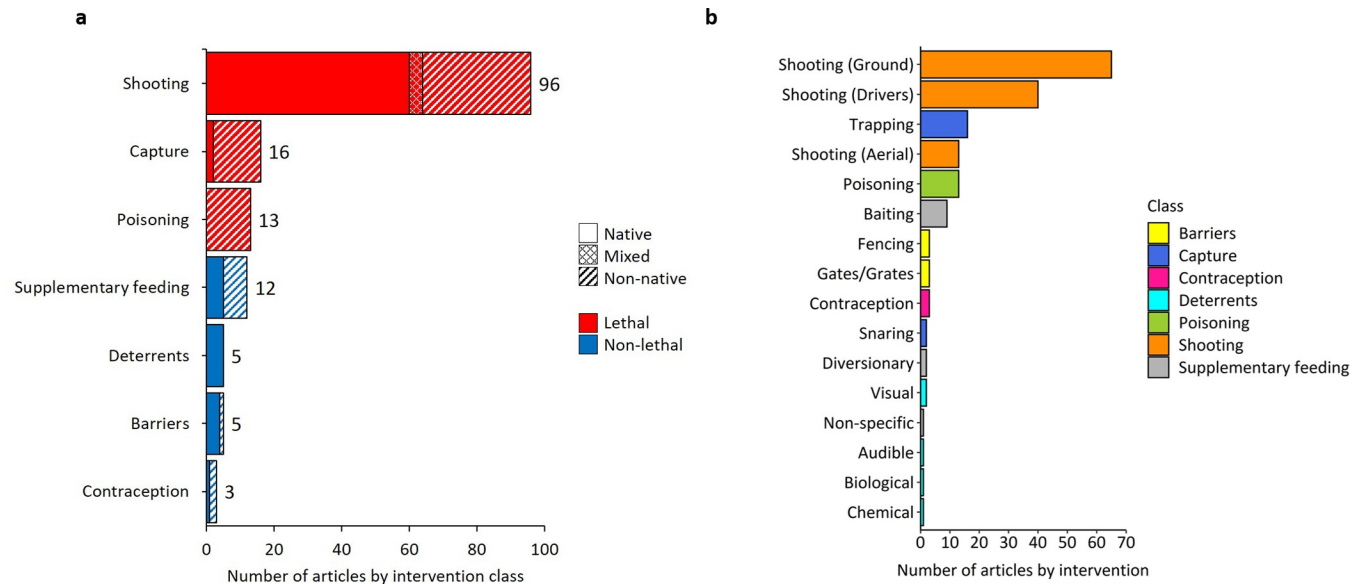 a
Shooting
96
Capture
16
Poisoning
13
Supplementary feeding
12
Deterrents
5
Barriers
5
Contraception
3
0 20 40 60 80 100
Number of articles by intervention class
Native
Mixed
Non-native
Lethal
Non-lethal
b
Shooting (Ground)
Shooting (Drivers)
Trapping
Shooting (Aerial)
Poisoning
Baiting
Fencing
Gates/Grates
Contraception
Snaring
Diversionary
Visual
Non-specific
Audible
Biological
Chemical
0 10 20 30 40 50 60 70
Number of articles by intervention
Class
Barriers
Capture
Contraception
Deterrents
Poisoning
Shooting
Supplementary feeding